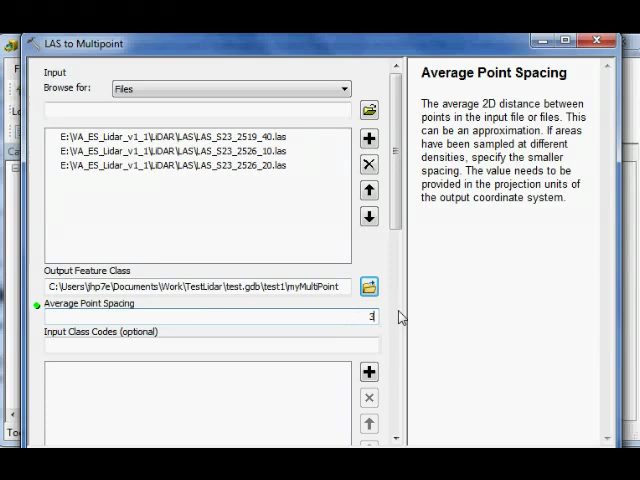 LAS to Multipoint
Input
Browse for:
Files
E:\VA_ES_Lidar_v1_1\LiDAR\LAS\LAS_S23_2519_40.las
E:\VA_ES_Lidar_v1_1\LiDAR\LAS\LAS_S23_2526_10.las
E:\VA_ES_Lidar_v1_1\LiDAR\LAS\LAS_S23_2526_20.las
Output Feature Class
C:\Users\jhp7e\Documents\Work\TestLidar\test.gdb\test1\myMultiPoint
Average Point Spacing
3
Input Class Codes (optional)
Average Point Spacing
The average 2D distance between
points in the input file or files. This
can be an approximation. If areas
have been sampled at different
densities, specify the smaller
spacing. The value needs to be
provided in the projection units of
the output coordinate system.